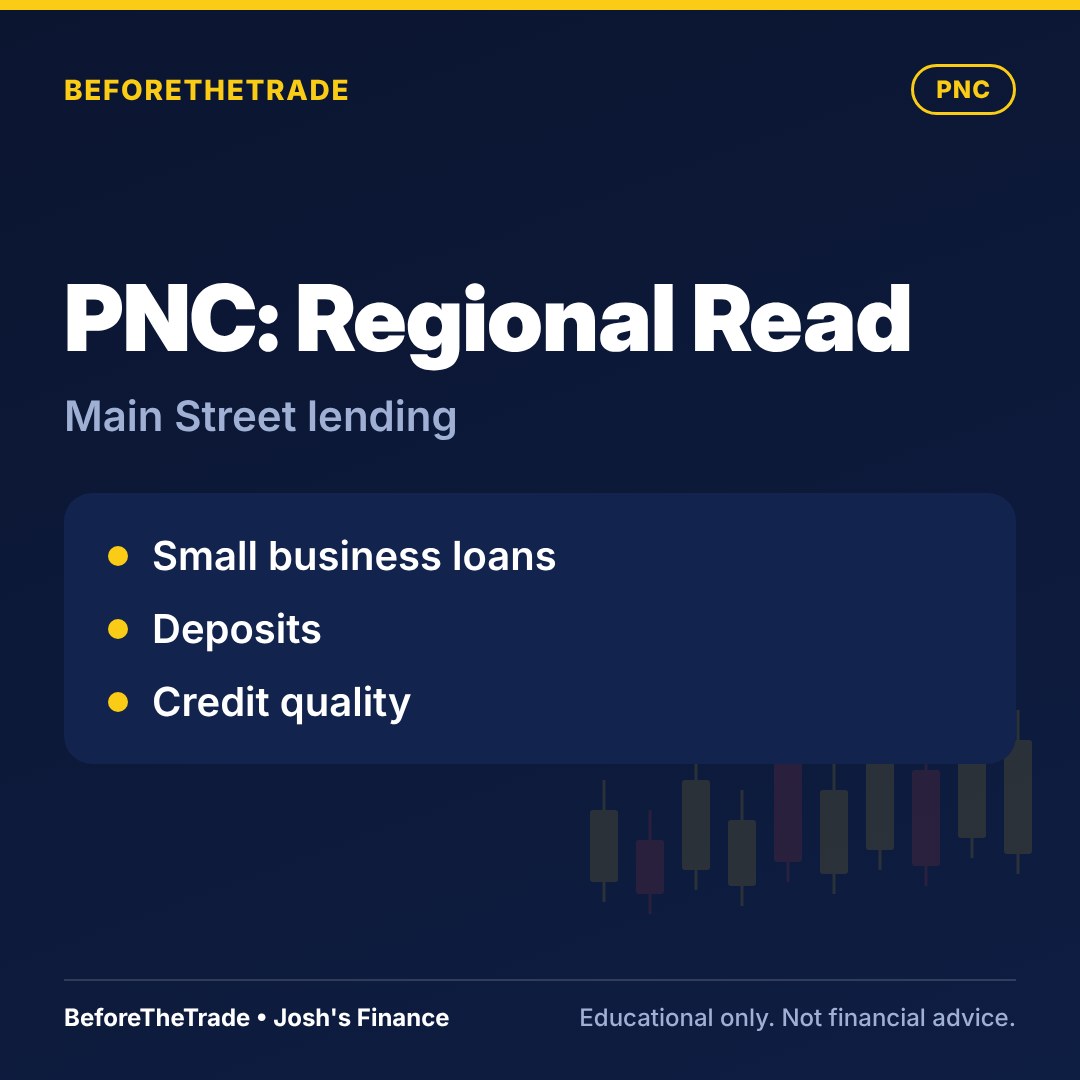 BEFORETHETRADE
PNC
PNC: Regional Read
Main Street lending
Small business loans
Deposits
Credit quality
BeforeTheTrade • Josh's Finance
Educational only. Not financial advice.